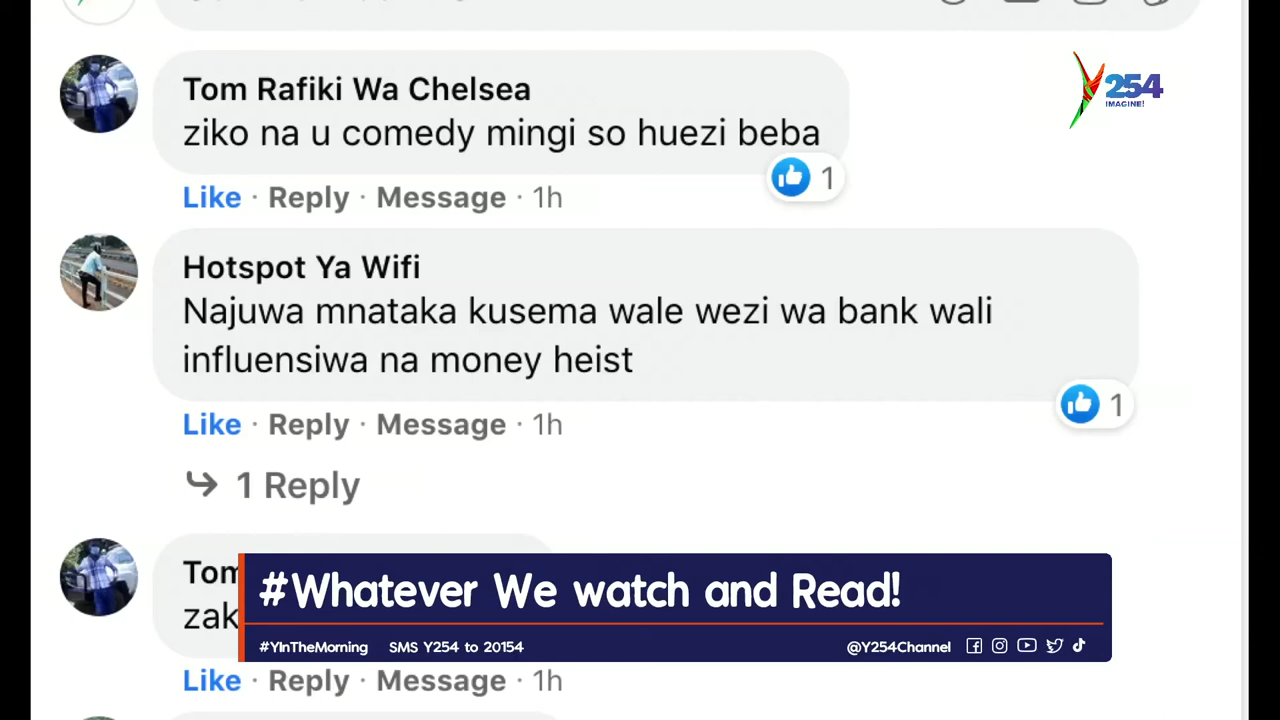 Tom Rafiki Wa Chelsea
ziko na u comedy mingi so huezi beba
1
Like · Reply · Message · 1h
Hotspot Ya Wifi
Najuwa mnataka kusema wale wezi wa bank wali
influensiwa na money heist
1
Like · Reply · Message · 1h
1 Reply
Tom
zak
Like · Reply · Message · 1h
Y254
IMAGINE!
#Whatever We watch and Read!
#YInTheMorning SMS Y254 to 20154 @Y254Channel